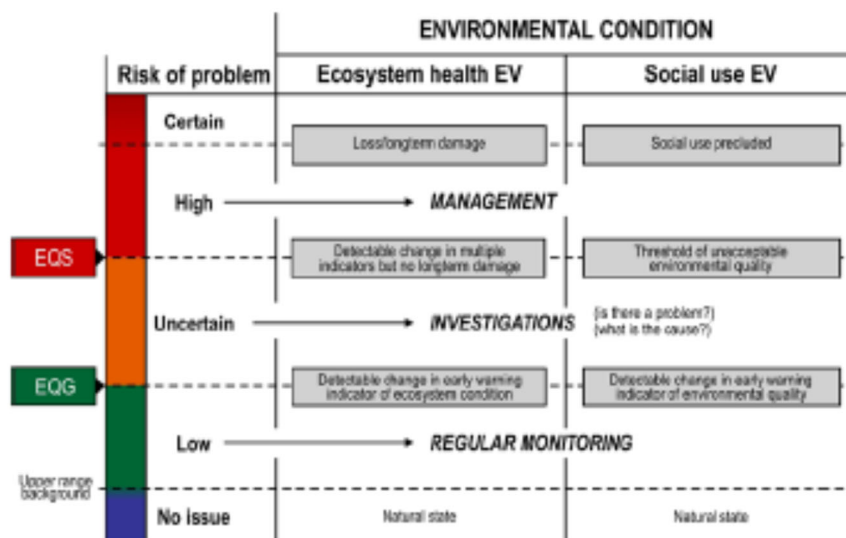 ENVIRONMENTAL CONDITION
Risk of problem
Ecosystem health EV
Social use EV
Certain
Loss/longterm damage
Social use precluded
High
MANAGEMENT
EQS
Detectable change in multiple
indicators but no longterm damage
Threshold of unacceptable
environmental quality
Uncertain
INVESTIGATIONS
(is there a problem?)
(what is the cause?)
EQG
Detectable change in early warning
indicator of ecosystem condition
Detectable change in early warning
indicator of environmental quality
Low
REGULAR MONITORING
Upper range
background
No issue
Natural state
Natural state